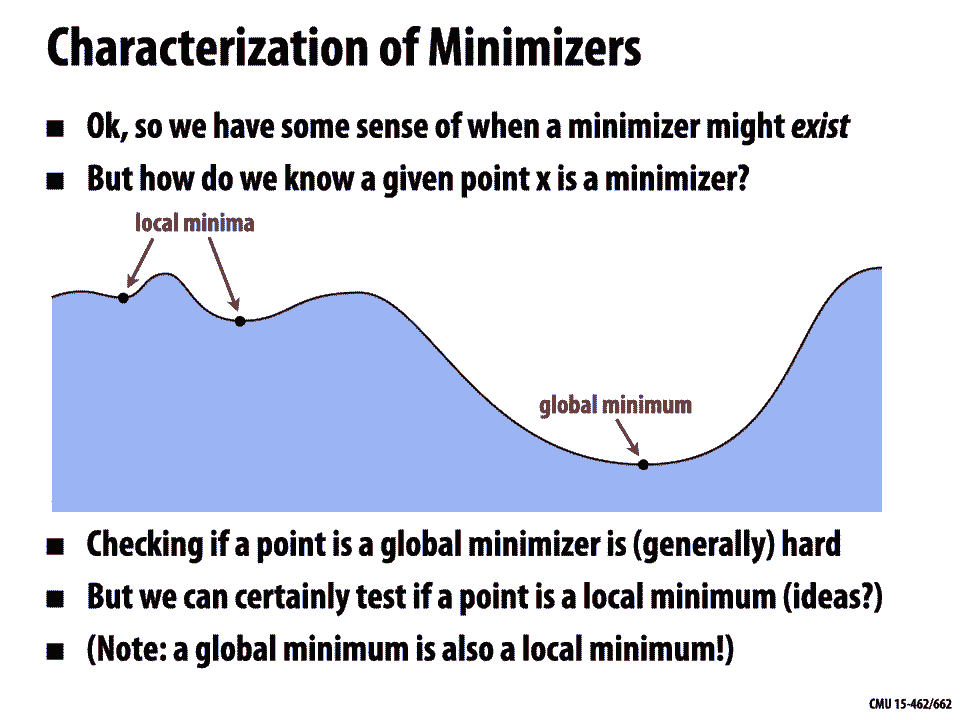 Characterization of Minimizers
■ Ok, so we have some sense of when a minimizer might exist
■ But how do we know a given point x is a minimizer?
local minima
global minimum
■ Checking if a point is a global minimizer is (generally) hard
■ But we can certainly test if a point is a local minimum (ideas?)
■ (Note: a global minimum is also a local minimum!)
CMU 15-462/662